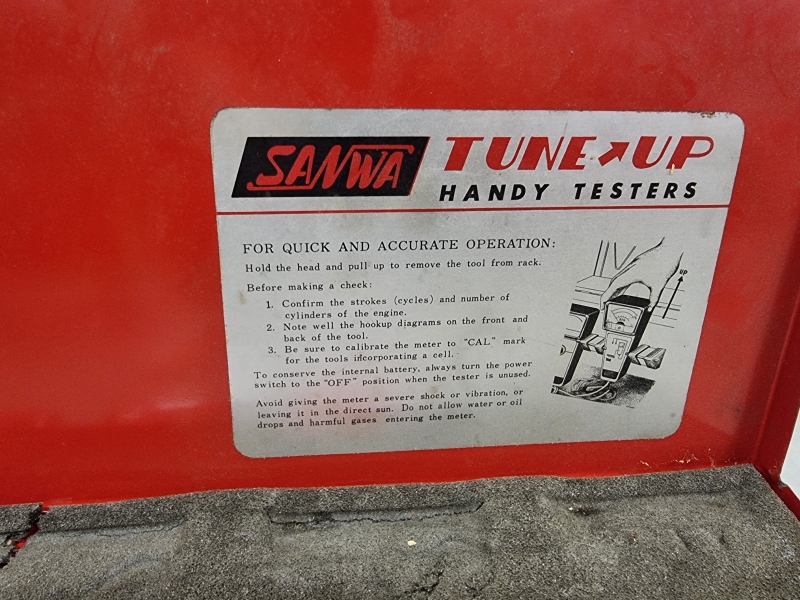 SANWA TUNE UP
HANDY TESTERS
FOR QUICK AND ACCURATE OPERATION:
Hold the head and pull up to remove the tool from rack.
Before making a check:
1. Confirm the strokes (cycles) and number of
cylinders of the engine.
2. Note well the hookup diagrams on the front and
back of the tool.
3. Be sure to calibrate the meter to "CAL" mark
for the tools incorporating a cell.
To conserve the internal battery, always turn the power
switch to the "OFF" position when the tester is unused.
Avoid giving the meter a severe shock or vibration, or
leaving it in the direct sun. Do not allow water or oil
drops and harmful gases entering the meter.
UP